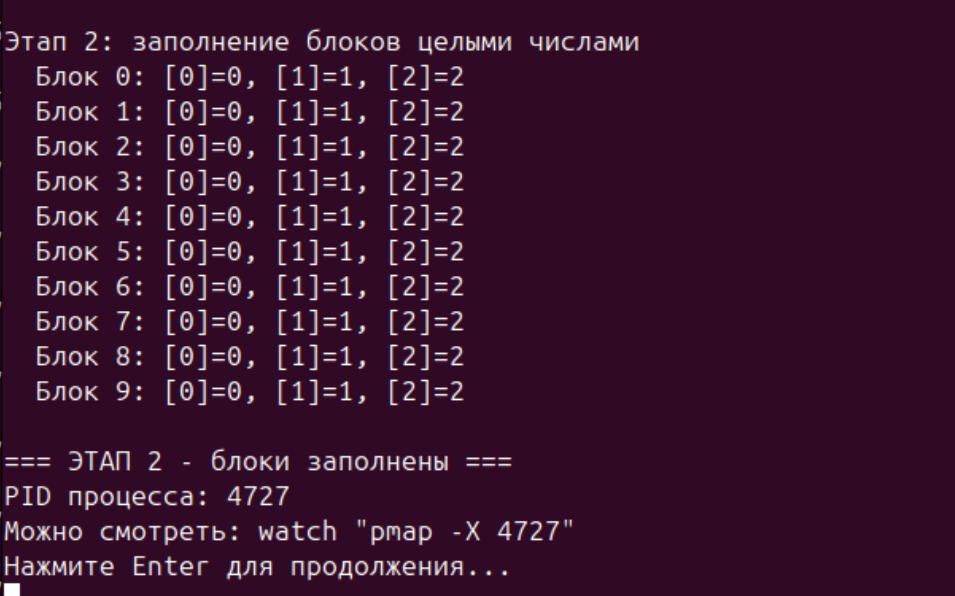 Этап 2: заполнение блоков целыми числами
  Блок 0: [0]=0, [1]=1, [2]=2
  Блок 1: [0]=0, [1]=1, [2]=2
  Блок 2: [0]=0, [1]=1, [2]=2
  Блок 3: [0]=0, [1]=1, [2]=2
  Блок 4: [0]=0, [1]=1, [2]=2
  Блок 5: [0]=0, [1]=1, [2]=2
  Блок 6: [0]=0, [1]=1, [2]=2
  Блок 7: [0]=0, [1]=1, [2]=2
  Блок 8: [0]=0, [1]=1, [2]=2
  Блок 9: [0]=0, [1]=1, [2]=2
=== ЭТАП 2 - блоки заполнены ===
PID процесса: 4727
Можно смотреть: watch "pmap -X 4727"
Нажмите Enter для продолжения...